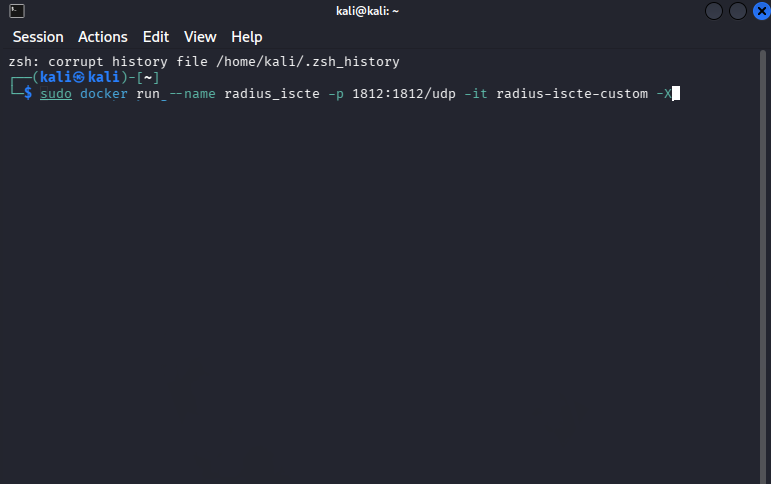 kali@kali: ~
Session Actions Edit View Help
zsh: corrupt history file /home/kali/.zsh_history
┌──(kali㉿kali)-[~]
└─$ sudo docker run --name radius_iscte -p 1812:1812/udp -it radius-iscte-custom -X